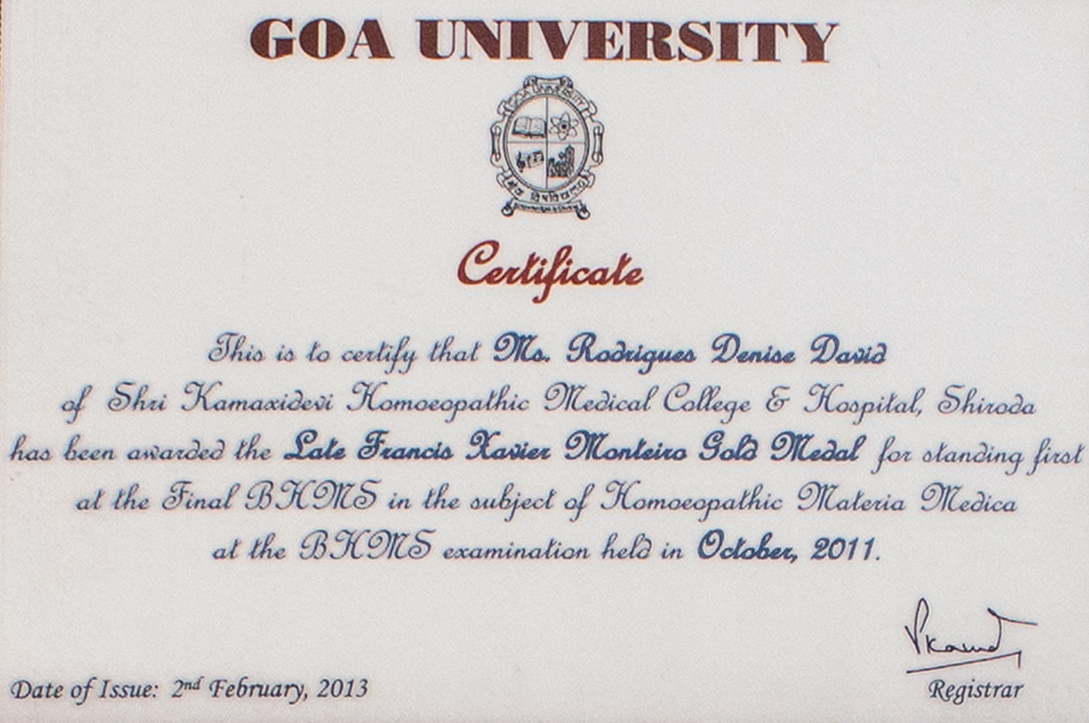 GOA UNIVERSITY
GOA UNIVERSITY
Certificate
This is to certify that Ms. Rodrigues Denise David
of Shri Kamaxidevi Homoeopathic Medical College & Hospital, Shiroda
has been awarded the Late Francis Xavier Monteiro Gold Medal for standing first
at the Final BHMS in the subject of Homoeopathic Materia Medica
at the BHMS examination held in October, 2011.
Date of Issue: 2nd February, 2013
Registrar